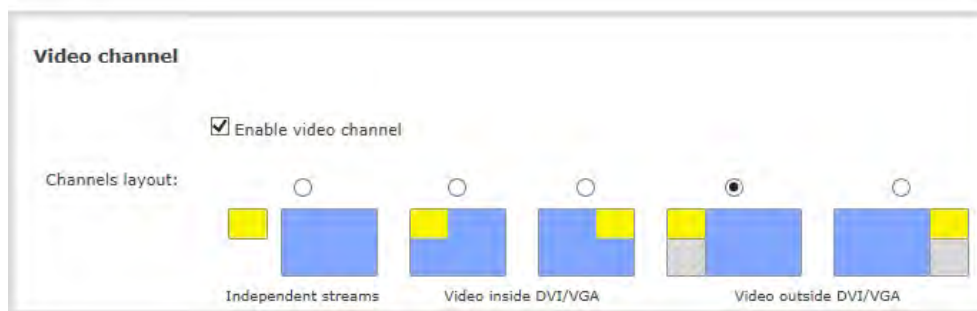 Video channel
Enable video channel
Channels layout:
Independent streams
Video inside DVI/VGA
Video outside DVI/VGA